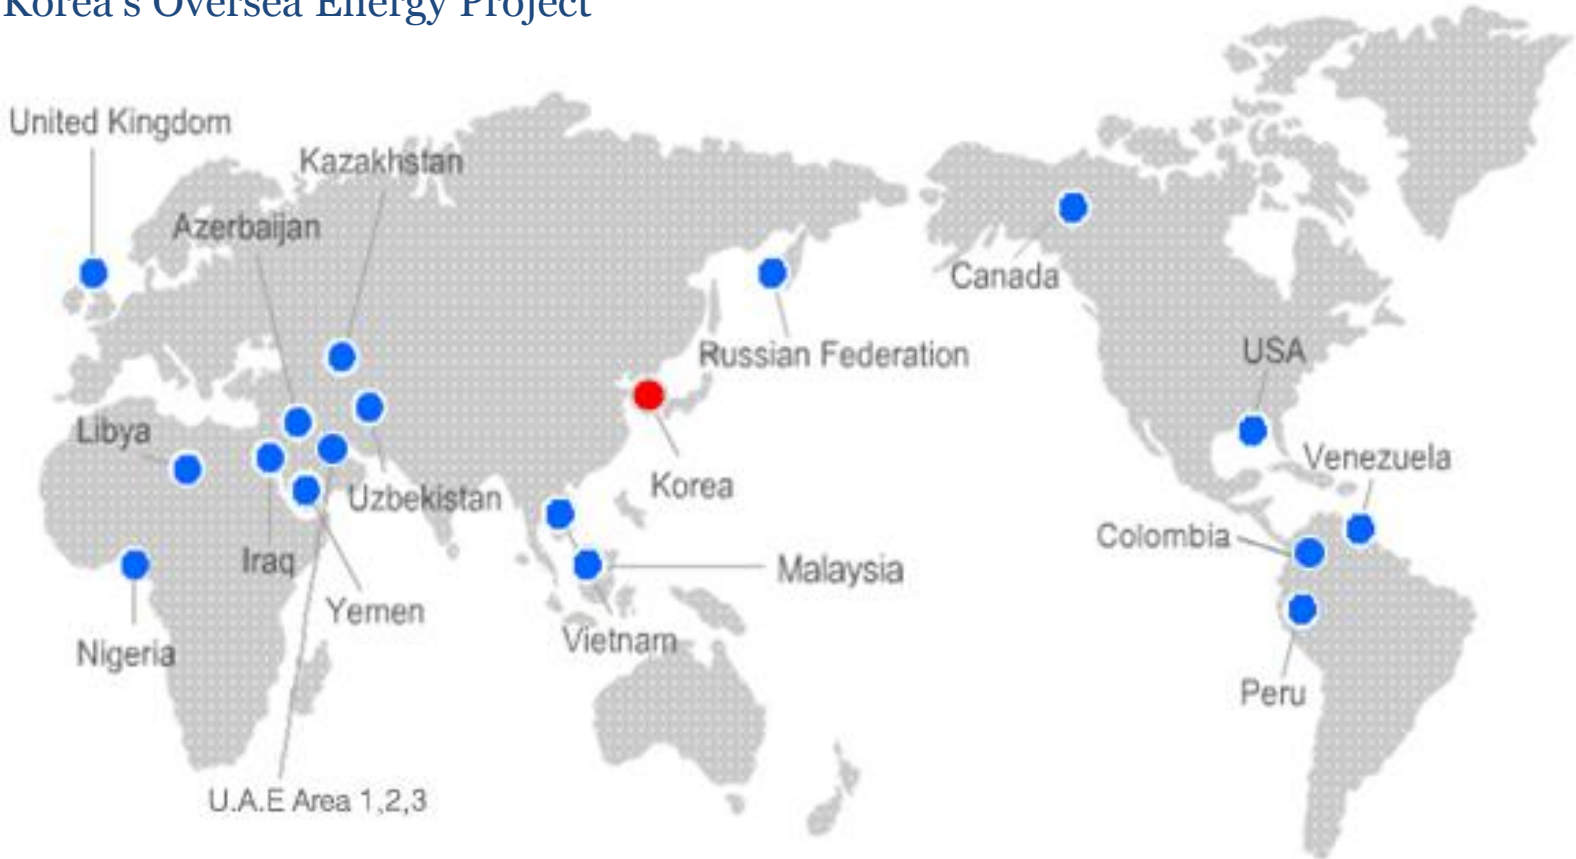 Korea's Oversea Energy Project
United Kingdom
Kazakhstan
Azerbaijan
Canada
Russian Federation
USA
Libya
Venezuela
Korea
Uzbekistan
Colombia
Iraq
Malaysia
Yemen
Vietnam
Nigeria
Peru
U.A.E Area 1,2,3